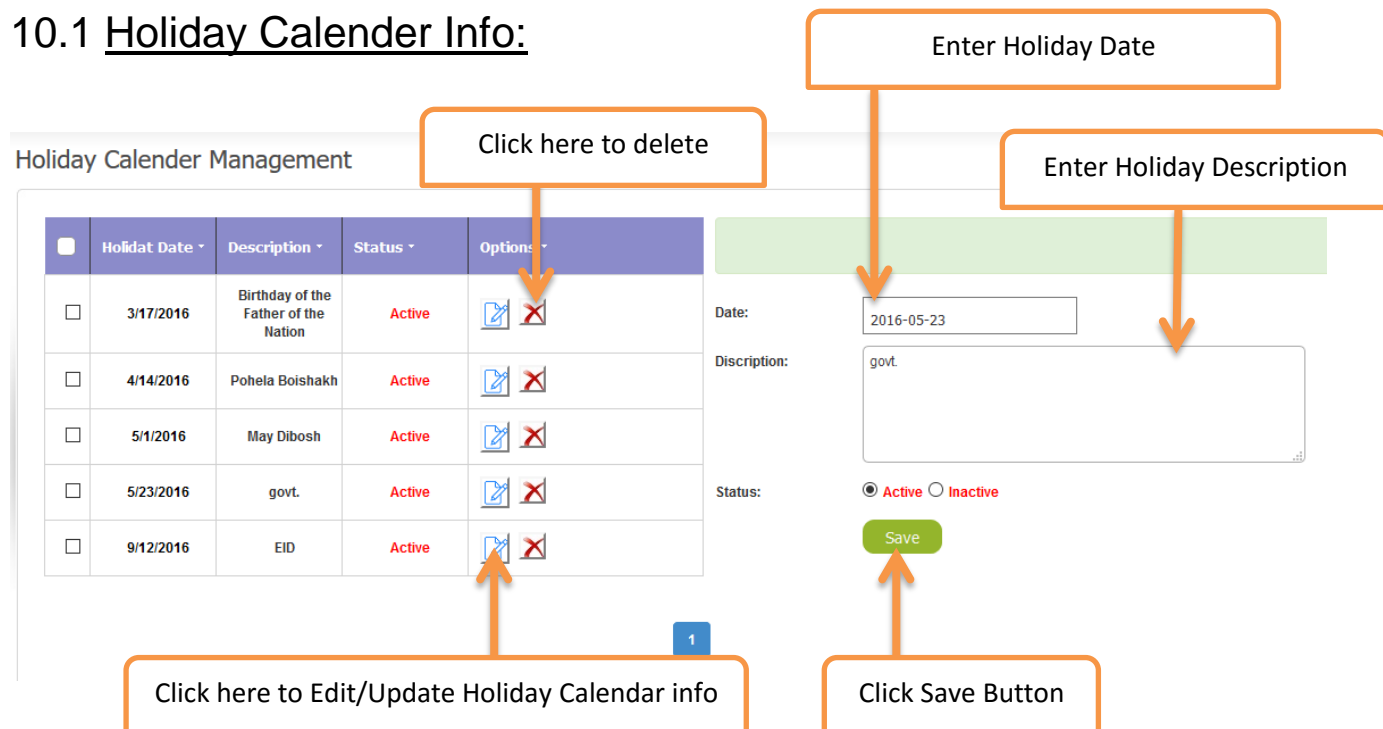 10.1 Holiday Calender Info:
Enter Holiday Date
Click here to delete
Enter Holiday Description
Holiday Calender Management
Holidat Date Description Status Options
3/17/2016 Birthday of the Father of the Nation Active
4/14/2016 Pohela Boishakh Active
5/1/2016 May Dibosh Active
5/23/2016 govt. Active
9/12/2016 EID Active
Date: 2016-05-23
Discription: govt.
Status: Active Inactive
Save
1
Click here to Edit/Update Holiday Calendar info
Click Save Button